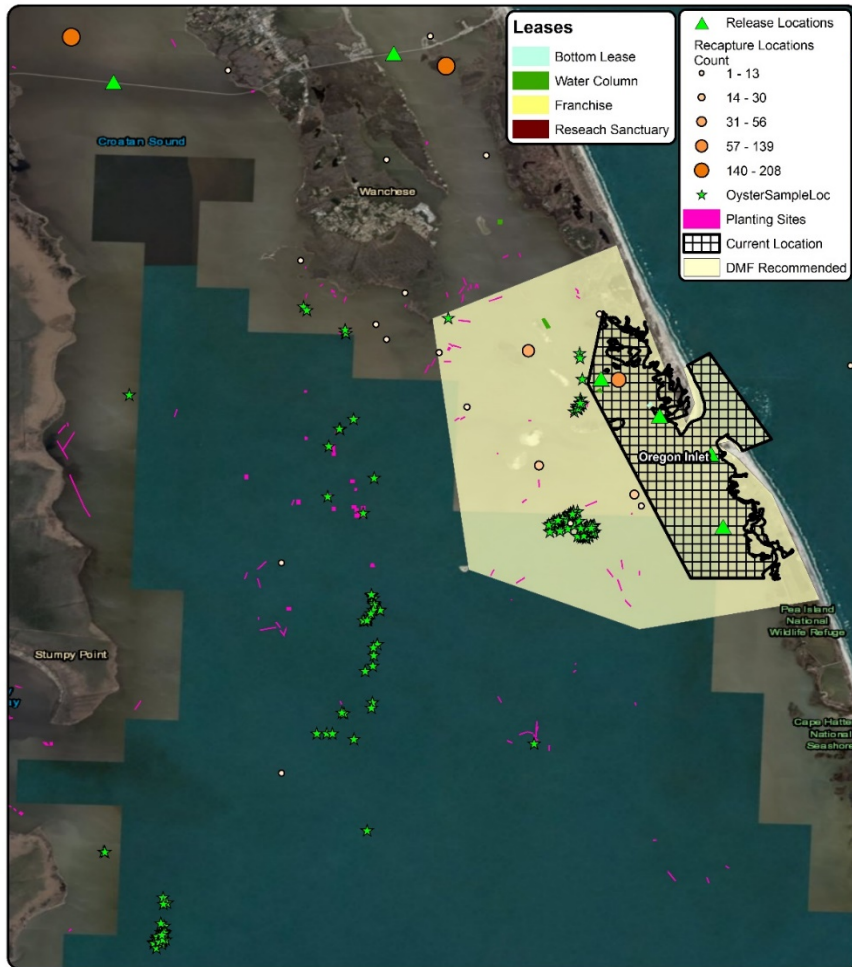 Leases
Bottom Lease
Water Column
Franchise
Reseach Sanctuary
Release Locations
Recapture Locations
Count
1 - 13
14 - 30
31 - 56
57 - 139
140 - 208
OysterSampleLoc
Planting Sites
Current Location
DMF Recommended
Croatan Sound
Wanchese
Oregon Inlet
Pea Island
National
Wildlife Refuge
Stumpy Point
ay
Cape Hatte
National
Seashore